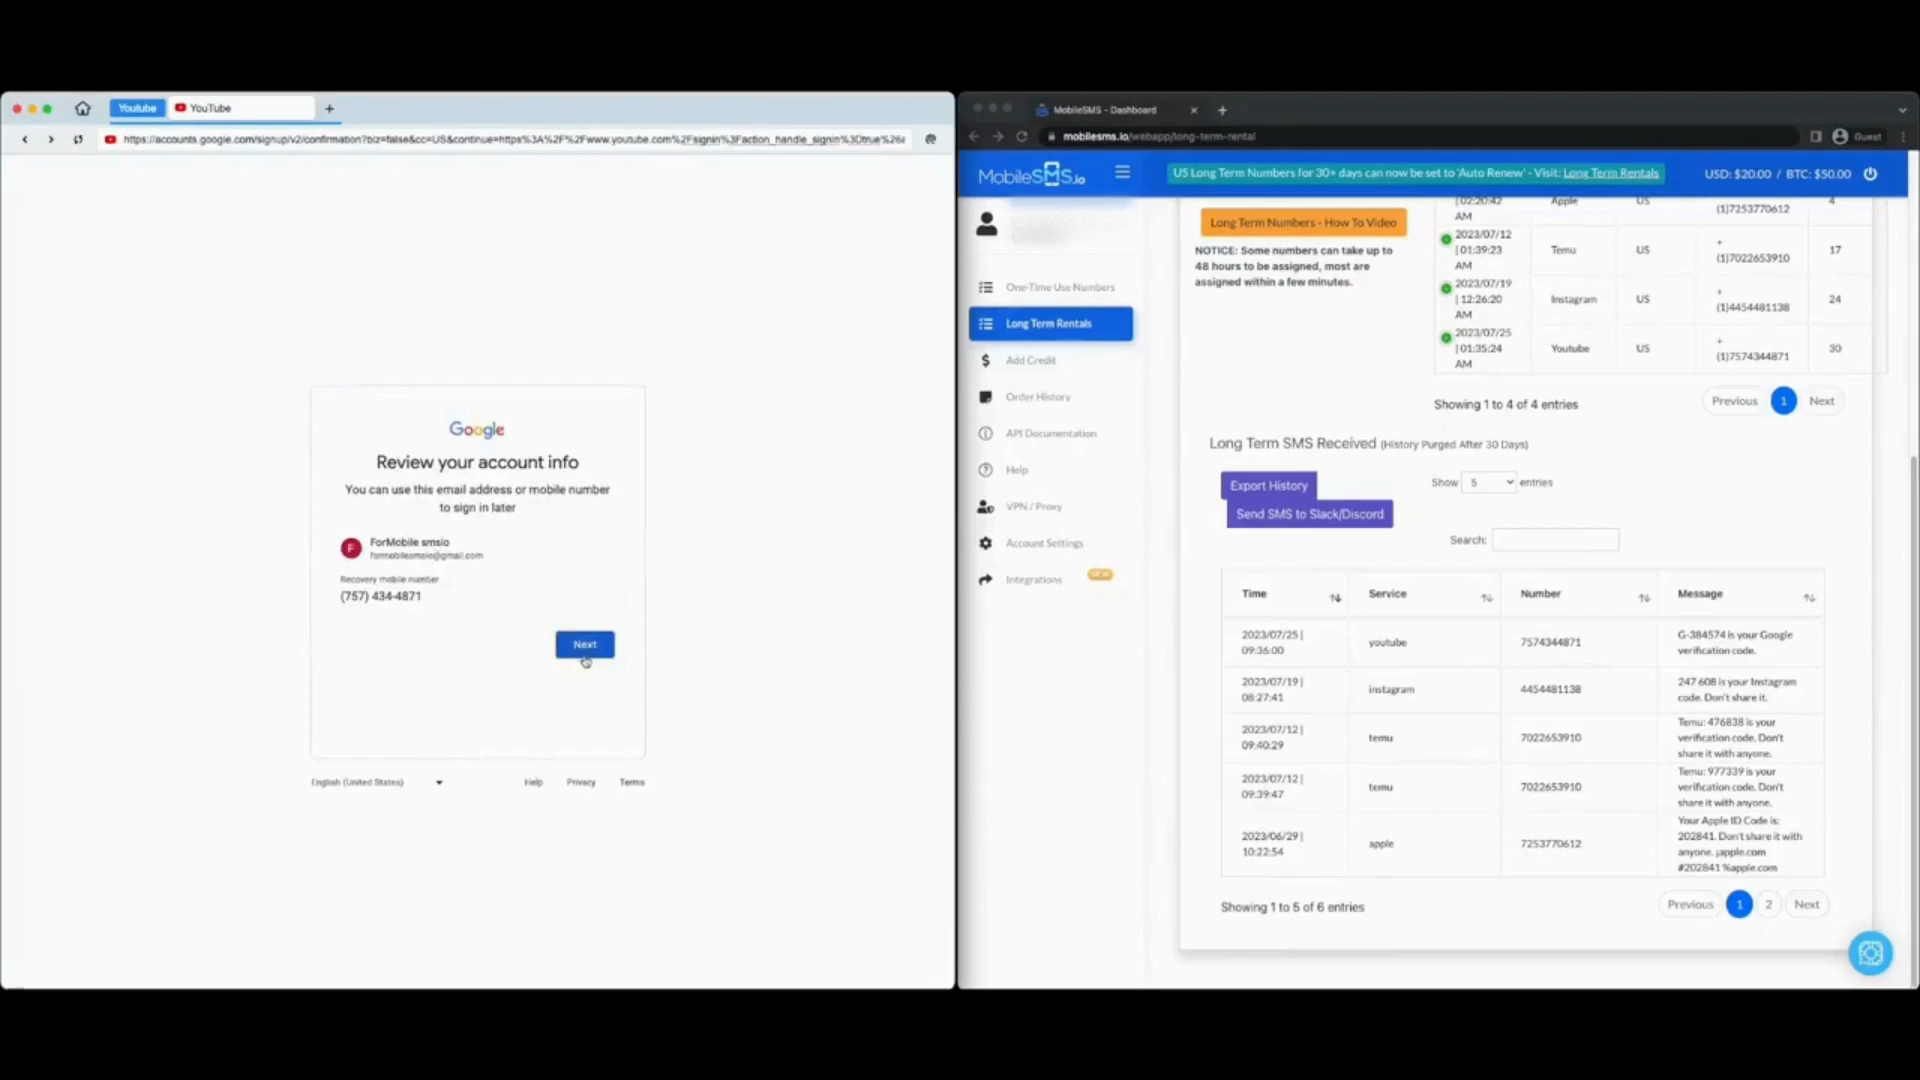 Youtube
YouTube
https://accounts.google.com/signup/v2/confirmation?biz=false&cc=US&continue=https%3A%2F%2Fwww.youtube.com%2Fsignin%3Faction_handle_signin%3Dtrue%26
Google
Review your account info
You can use this email address or mobile number
to sign in later
F
ForMobile smsio
formobilesmsio@gmail.com
Recovery mobile number
(757) 434-4871
Next
English (United States)
Help
Privacy
Terms
MobileSMS - Dashboard
mobilesms.io/webapp/long-term-rental
Guest
MobileSMS.io
US Long Term Numbers for 30+ days can now be set to 'Auto Renew' - Visit: Long Term Rentals
USD: $20.00 / BTC: $50.00
One-Time Use Numbers
Long Term Rentals
Add Credit
Order History
API Documentation
Help
VPN / Proxy
Account Settings
Integrations
Long Term Numbers - How To Video
NOTICE: Some numbers can take up to
48 hours to be assigned, most are
assigned within a few minutes.
| 02:20:42
AM
Apple
US
(1)7253770612
4
2023/07/12
| 01:39:23
AM
Temu
US
+
(1)7022653910
17
2023/07/19
| 12:26:20
AM
Instagram
US
+
(1)4454481138
24
2023/07/25
| 01:35:24
AM
Youtube
US
+
(1)7574344871
30
Showing 1 to 4 of 4 entries
Previous
1
Next
Long Term SMS Received (History Purged After 30 Days)
Export History
Send SMS to Slack/Discord
Show 5 entries
Search:
Time
Service
Number
Message
2023/07/25 |
09:36:00
youtube
7574344871
G-384574 is your Google
verification code.
2023/07/19 |
08:27:41
instagram
4454481138
247 608 is your Instagram
code. Don't share it.
2023/07/12 |
09:40:29
temu
7022653910
Temu: 476838 is your
verification code. Don't
share it with anyone.
2023/07/12 |
09:39:47
temu
7022653910
Temu: 977339 is your
verification code. Don't
share it with anyone.
2023/06/29 |
10:22:54
apple
7253770612
Your Apple ID Code is:
202841. Don't share it with
anyone. @apple.com
#202841 %apple.com
Showing 1 to 5 of 6 entries
Previous
1
2
Next